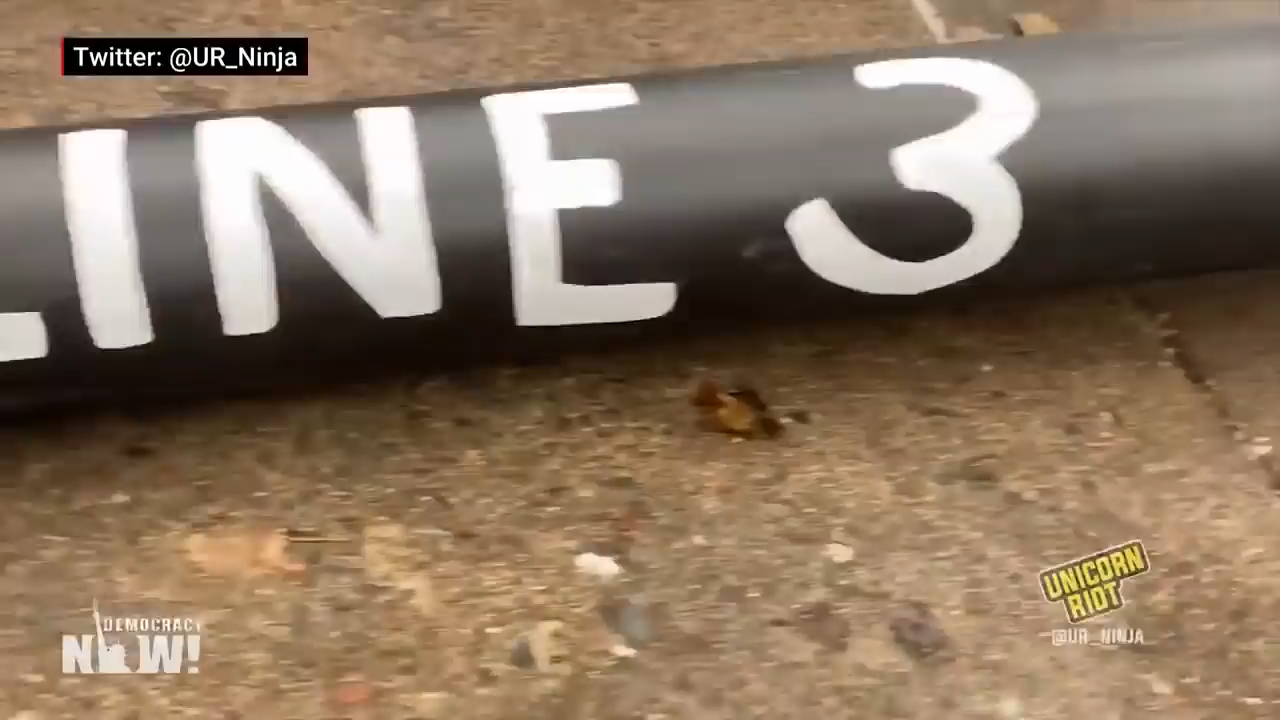 Twitter: @UR_Ninja
LINE 3
UNICORN
RIOT
@UR_NINJA
DEMOCRACY
NOW!